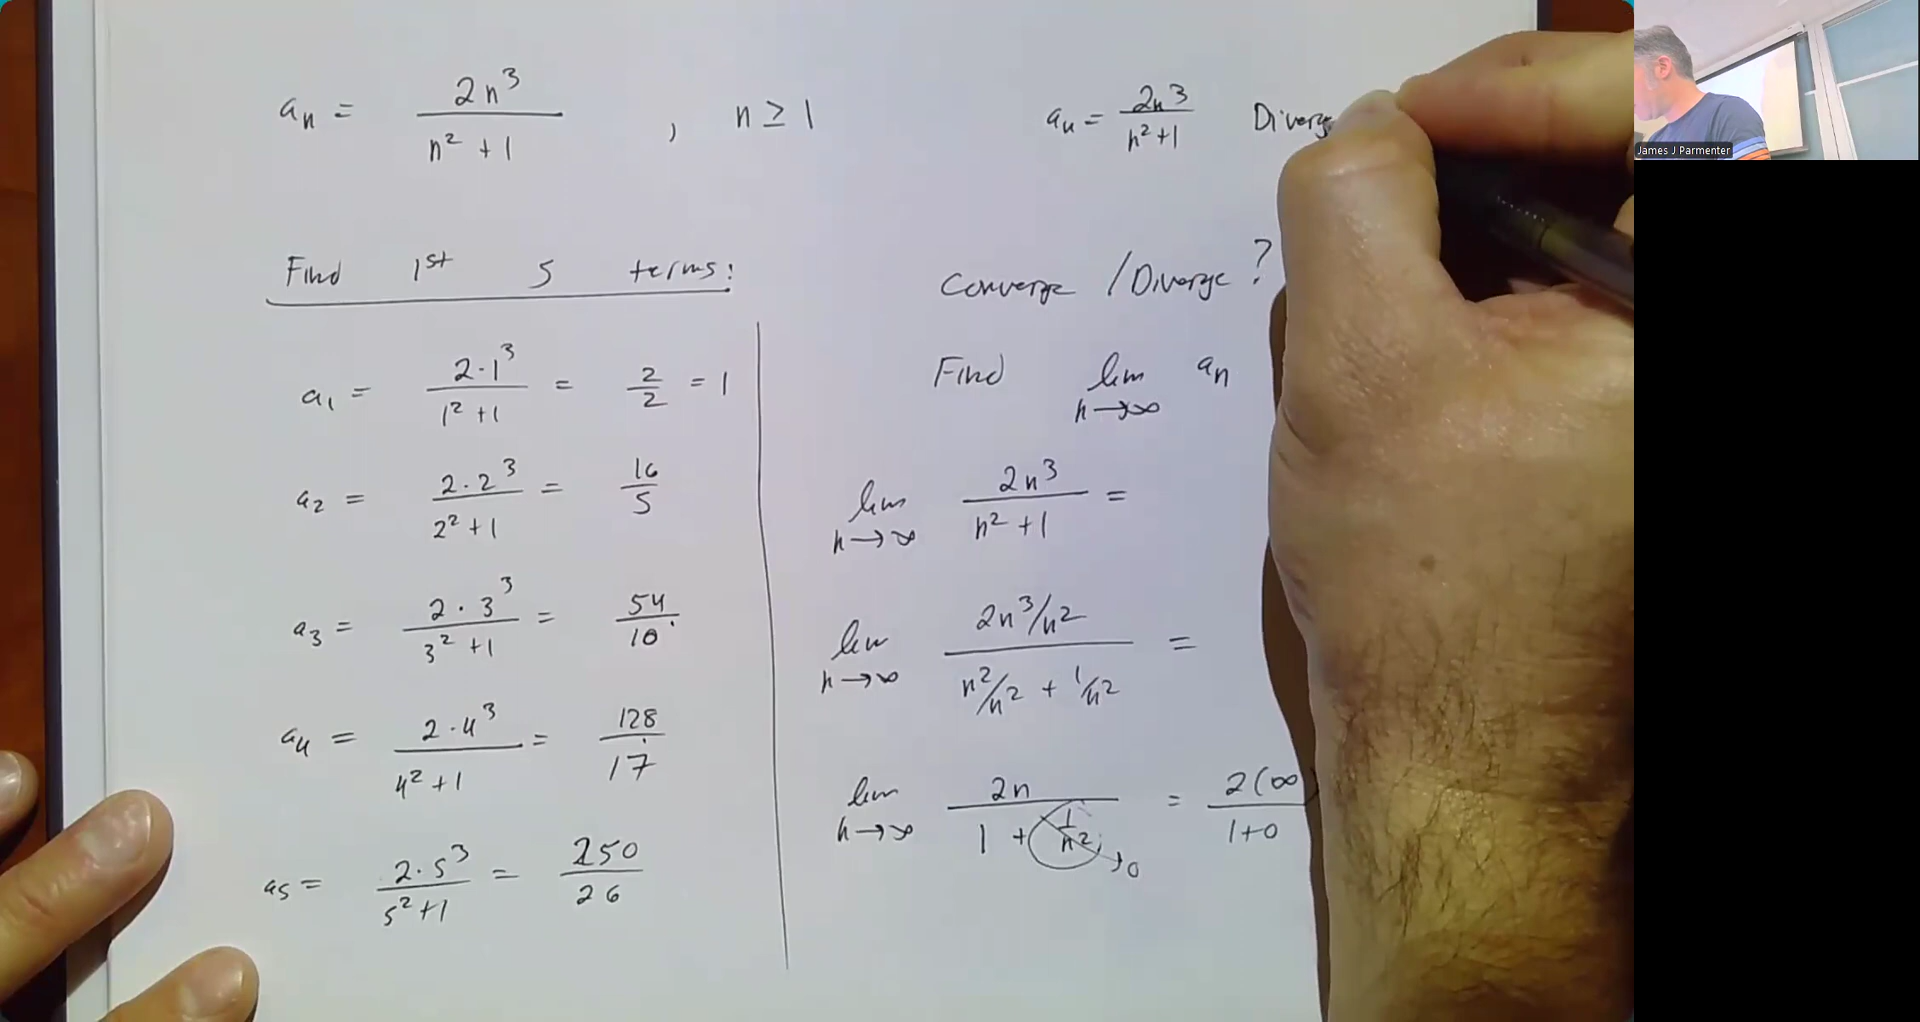 aₙ = 2n³ / (n² + 1) , n ≥ 1
Find 1st 5 terms:
a₁ = 2·1³ / (1² + 1) = 2/2 = 1
a₂ = 2·2³ / (2² + 1) = 16/5
a₃ = 2·3³ / (3² + 1) = 54/10
a₄ = 2·4³ / (4² + 1) = 128/17
a₅ = 2·5³ / (5² + 1) = 250/26
aₙ = 2n³ / (n² + 1) Diverge
Converge / Diverge ?
Find lim n→∞ aₙ
lim n→∞ 2n³ / (n² + 1) =
lim n→∞ (2n³/n²) / (n²/n² + 1/n²) =
lim n→∞ 2n / (1 + 1/n²) →0 = 2(∞) / (1+0)
James J Parmenter